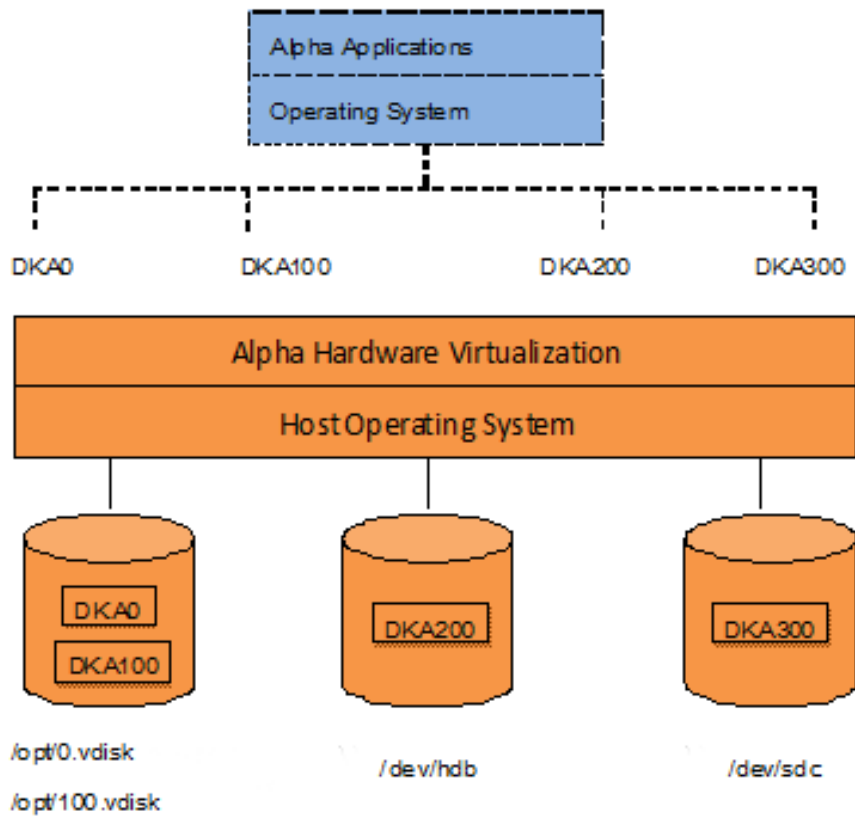 Alpha Applications
Operating System
DKA0 DKA100 DKA200 DKA300
Alpha Hardware Virtualization
Host Operating System
DKA0
DKA100
DKA200
DKA300
/opt/0.vdisk
/opt/100.vdisk
/dev/hdb
/dev/sdc